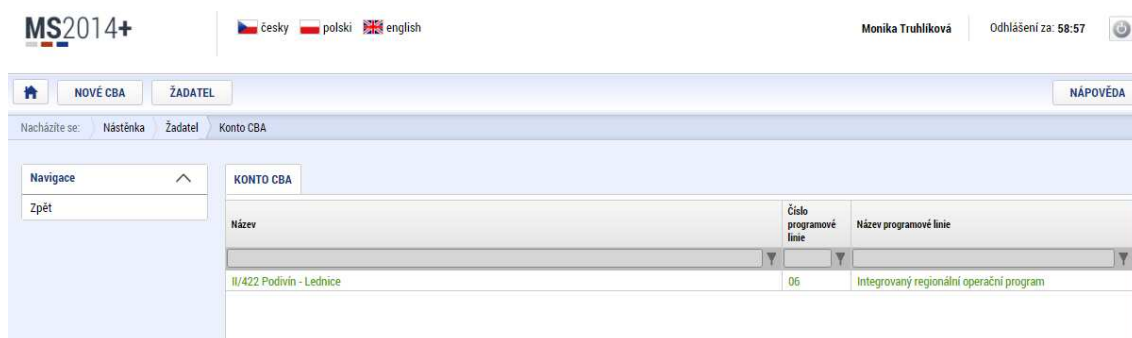 MS2014+
česky polski english
Monika Truhlíková
Odhlášení za: 58:57
NOVÉ CBA
ŽADATEL
NÁPOVĚDA
Nacházíte se: Nástěnka Žadatel Konto CBA
Navigace
Zpět
KONTO CBA
Název
Číslo
programové
linie
Název programové linie
II/422 Podivín - Lednice
06
Integrovaný regionální operační program